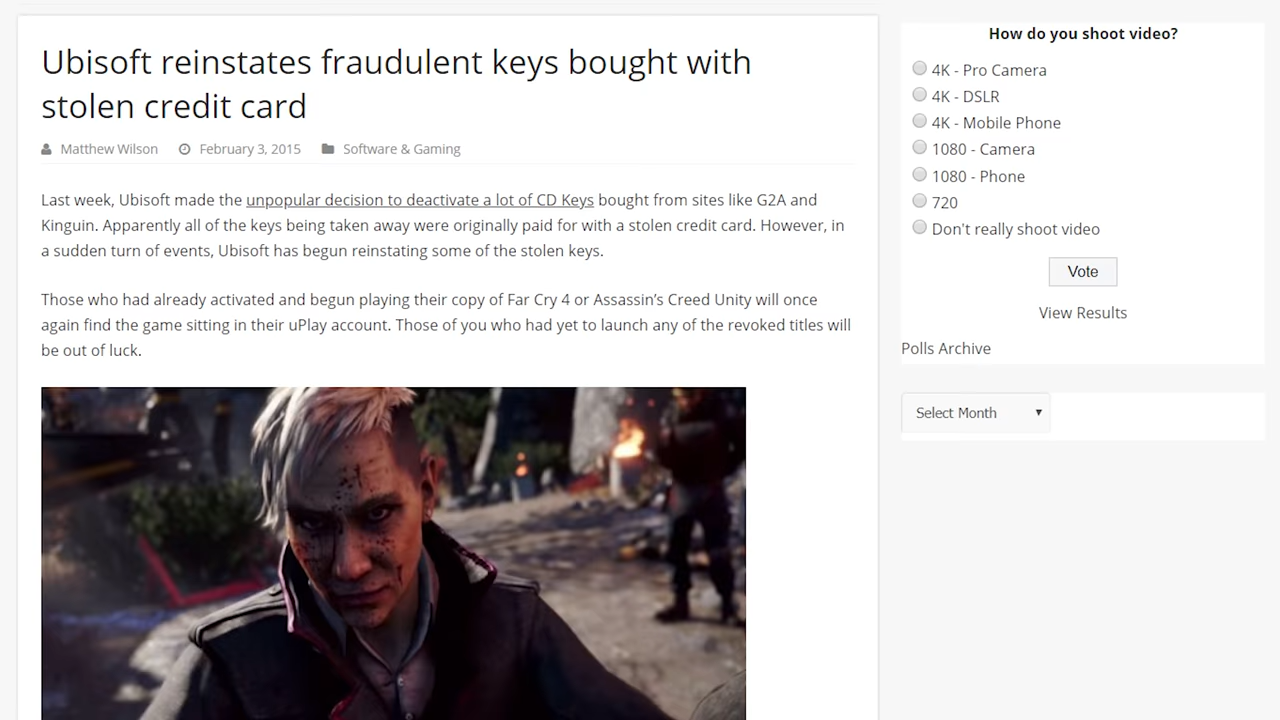 Ubisoft reinstates fraudulent keys bought with
stolen credit card
Matthew Wilson February 3, 2015 Software & Gaming
Last week, Ubisoft made the unpopular decision to deactivate a lot of CD Keys bought from sites like G2A and
Kinguin. Apparently all of the keys being taken away were originally paid for with a stolen credit card. However, in
a sudden turn of events, Ubisoft has begun reinstating some of the stolen keys.
Those who had already activated and begun playing their copy of Far Cry 4 or Assassin’s Creed Unity will once
again find the game sitting in their uPlay account. Those of you who had yet to launch any of the revoked titles will
be out of luck.
How do you shoot video?
4K - Pro Camera
4K - DSLR
4K - Mobile Phone
1080 - Camera
1080 - Phone
720
Don't really shoot video
Vote
View Results
Polls Archive
Select Month